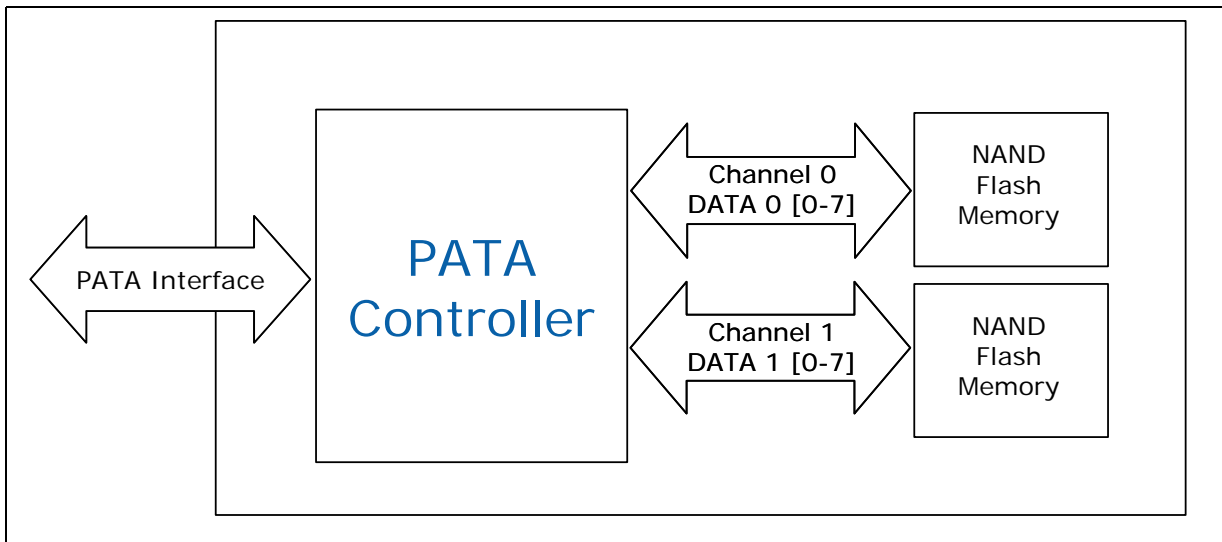 PATA Interface
PATA
Controller
Channel 0
DATA 0 [0-7]
Channel 1
DATA 1 [0-7]
NAND
Flash
Memory
NAND
Flash
Memory